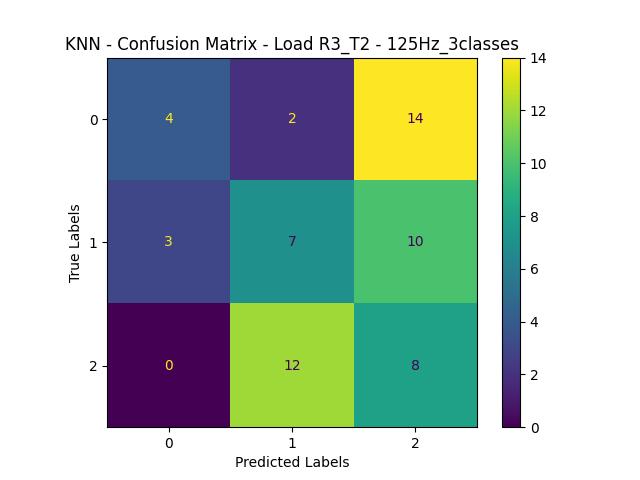 KNN - Confusion Matrix - Load R3_T2 - 125Hz_3classes
True Labels
0 4 2 14
1 3 7 10
2 0 12 8
0 1 2
Predicted Labels
14
12
10
8
6
4
2
0